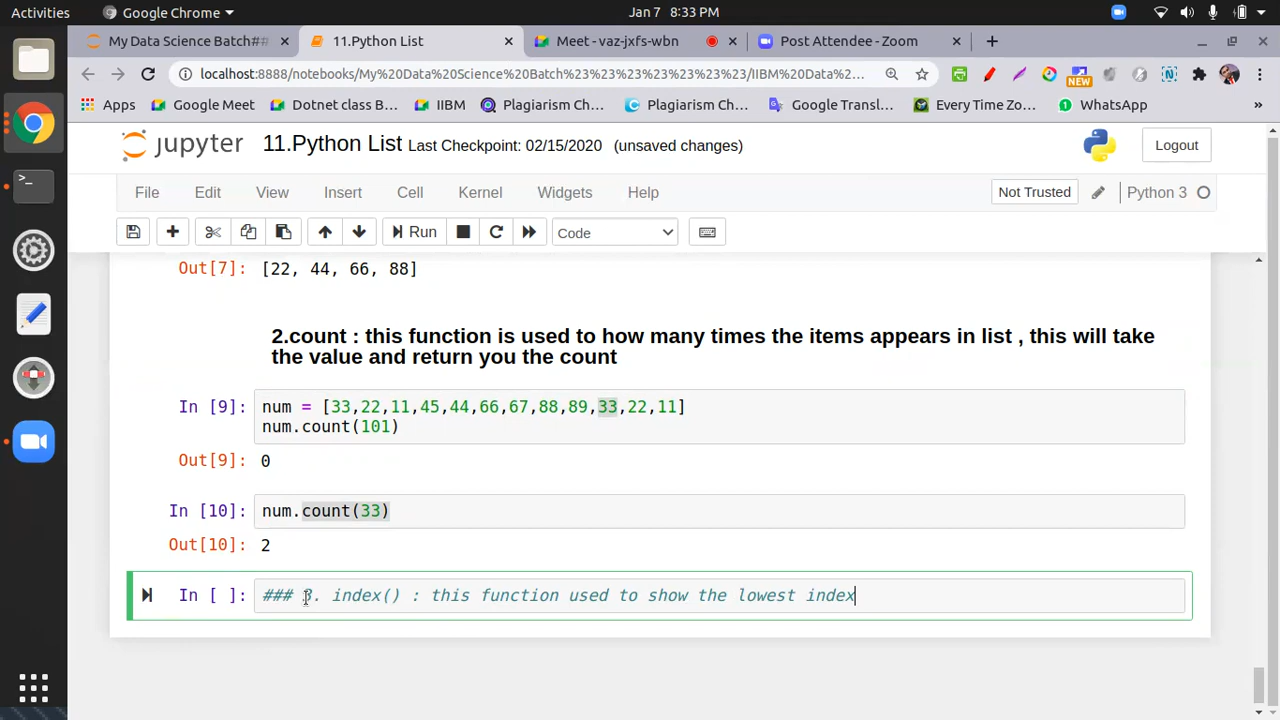 Activities Google Chrome Jan 7 8:33 PM
My Data Science Batch## 11.Python List Meet - vaz-jxfs-wbn Post Attendee - Zoom
localhost:8888/notebooks/My%20Data%20Science%20Batch%23%23%23%23%23%23/IIBM%20Data%2...
NEW
Apps Google Meet Dotnet class B... IIBM Plagiarism Ch... Plagiarism Ch... Google Transl... Every Time Zo... WhatsApp »
jupyter 11.Python List Last Checkpoint: 02/15/2020 (unsaved changes) Logout
File Edit View Insert Cell Kernel Widgets Help Not Trusted Python 3
Run Code
Out[7]: [22, 44, 66, 88]
2.count : this function is used to how many times the items appears in list , this will take
the value and return you the count
In [9]: num = [33,22,11,45,44,66,67,88,89,33,22,11]
num.count(101)
Out[9]: 0
In [10]: num.count(33)
Out[10]: 2
In [ ]: ### 3. index() : this function used to show the lowest index